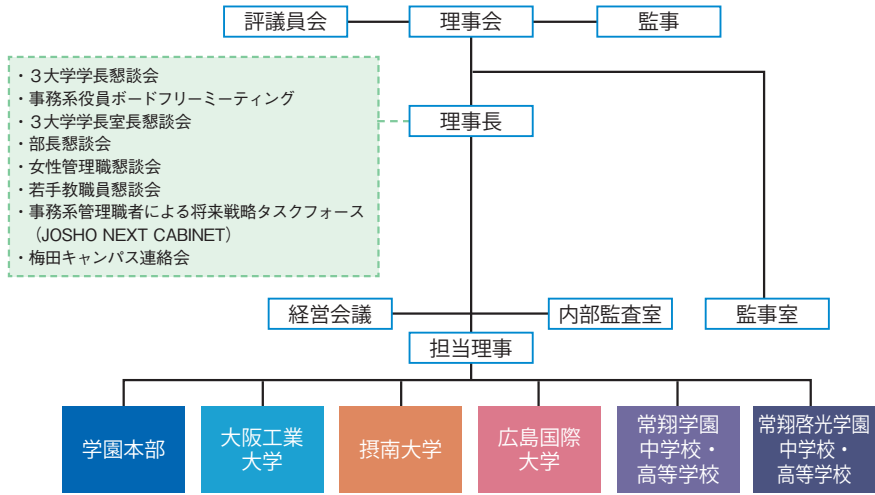 評議員会
理事会
監事
・３大学学長懇談会
・事務系役員ボードフリーミーティング
・３大学学長室長懇談会
・部長懇談会
・女性管理職懇談会
・若手教職員懇談会
・事務系管理職者による将来戦略タスクフォース
（JOSHO NEXT CABINET）
・梅田キャンパス連絡会
理事長
経営会議
内部監査室
監事室
担当理事
学園本部
大阪工業
大学
摂南大学
広島国際
大学
常翔学園
中学校・
高等学校
常翔啓光学園
中学校・
高等学校